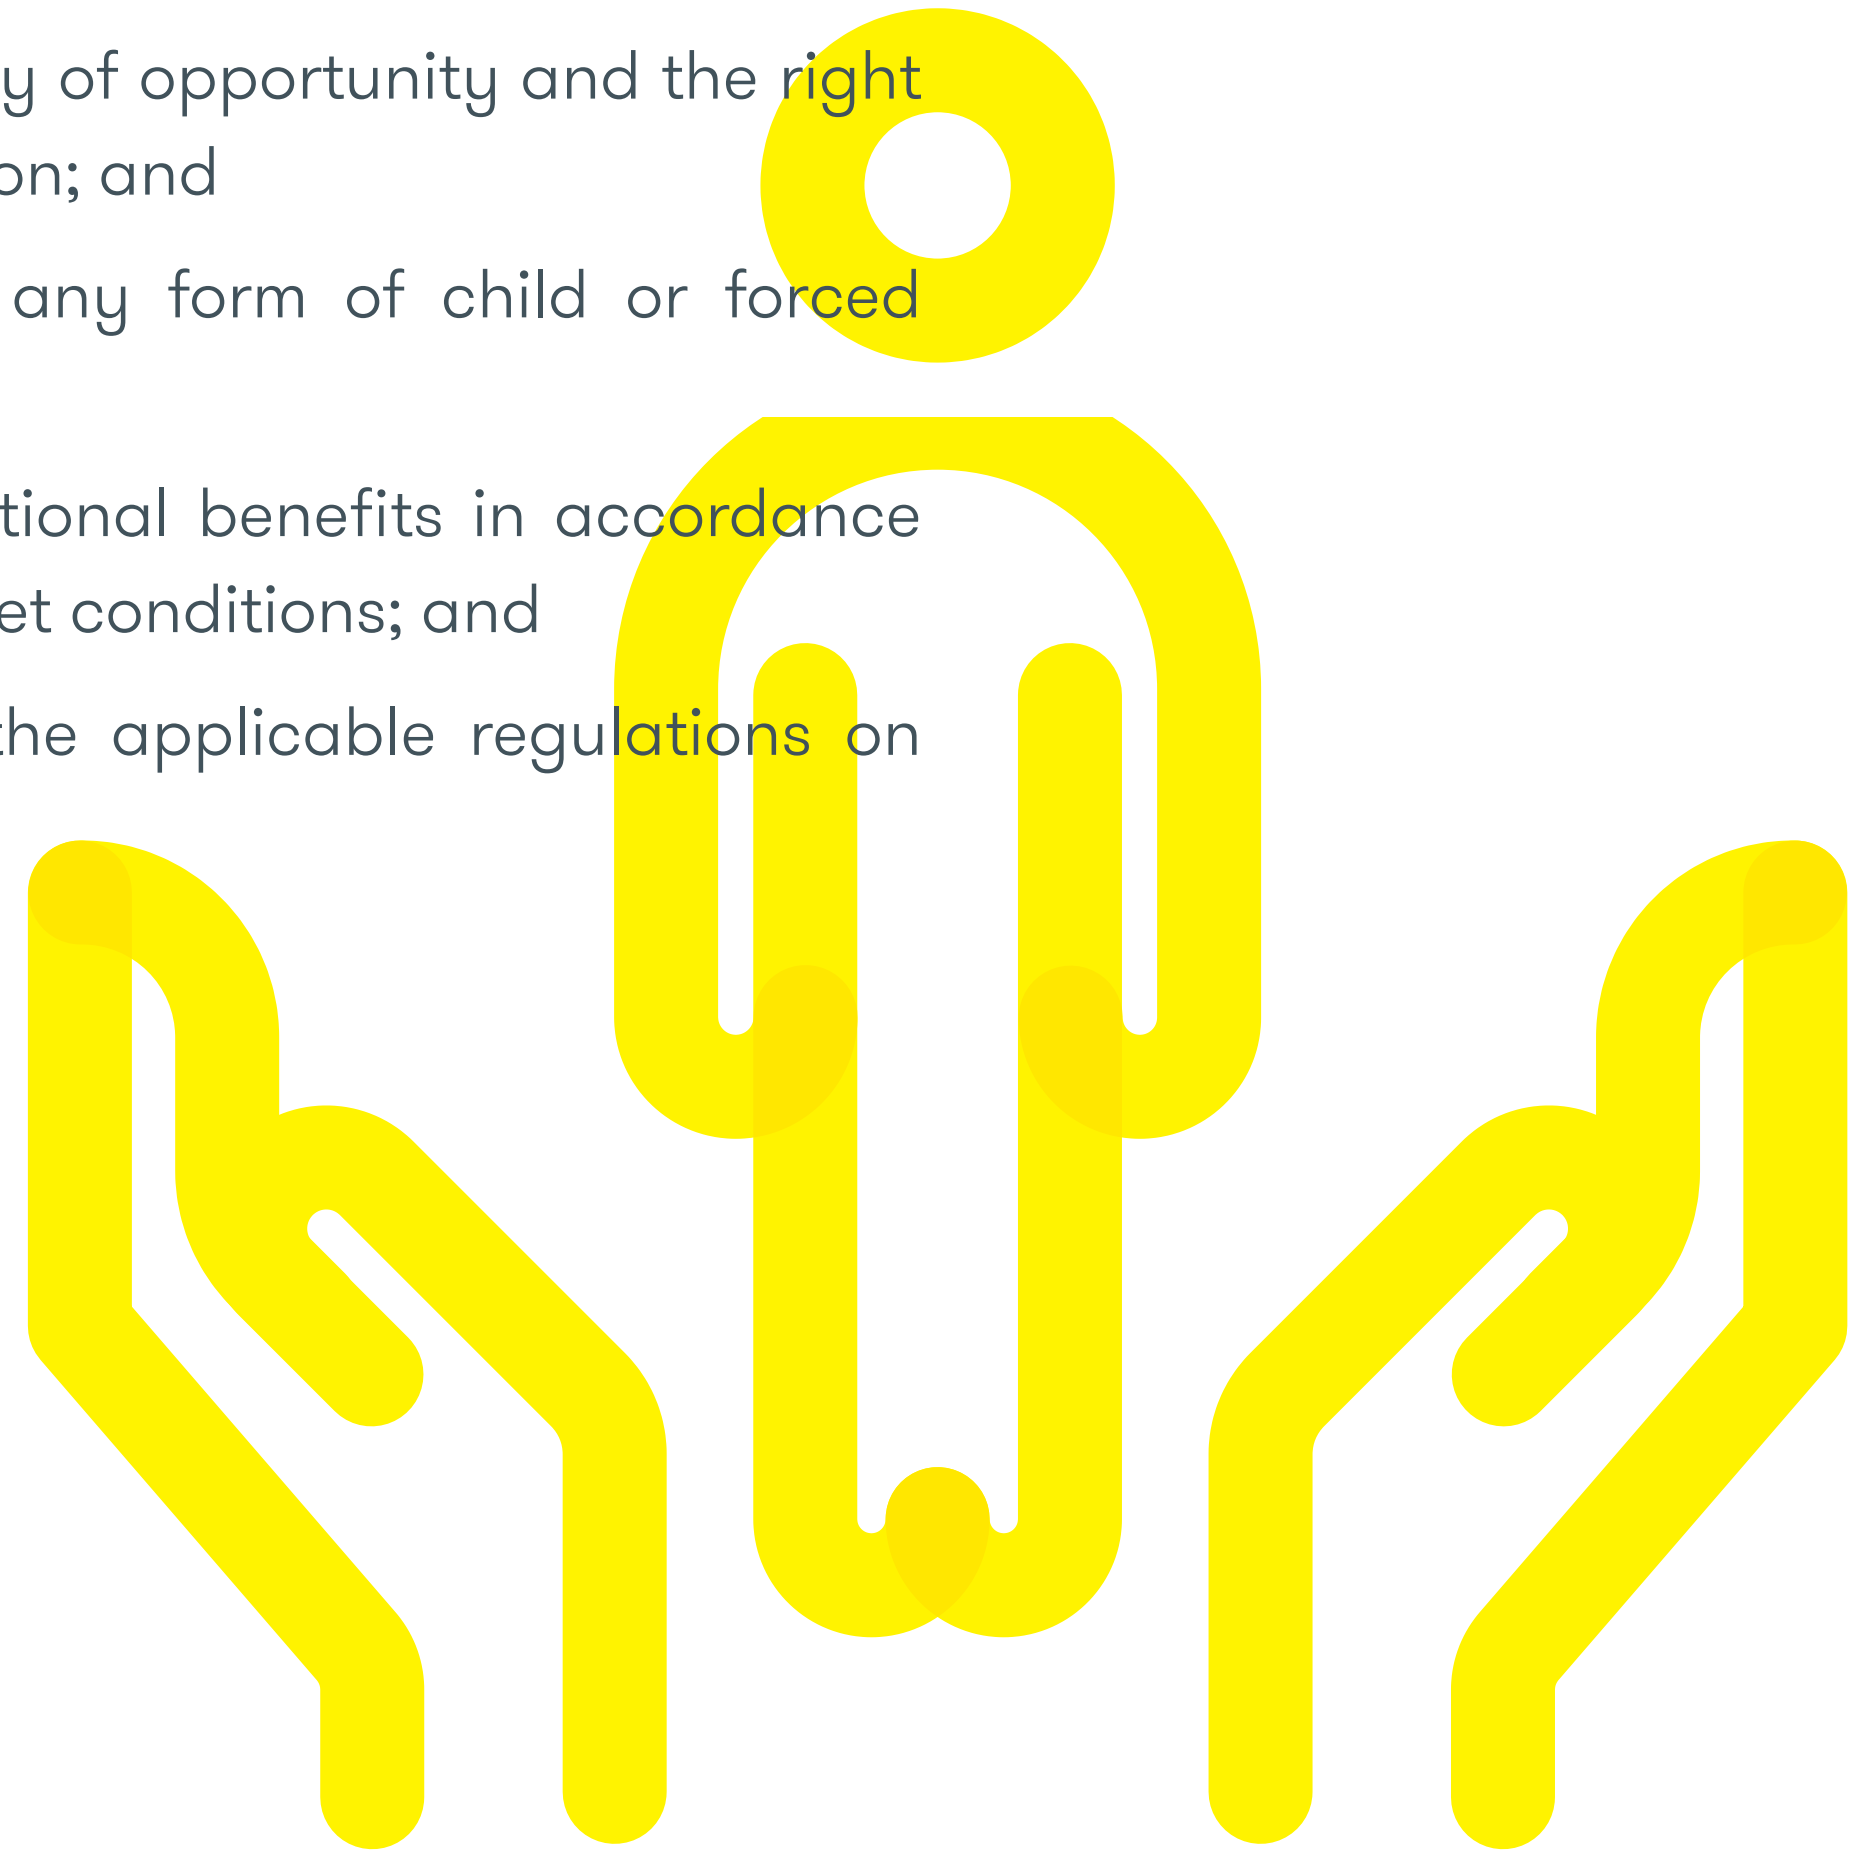 y of opportunity and the right
on; and
any form of child or forced
tional benefits in accordance
et conditions; and
the applicable regulations on